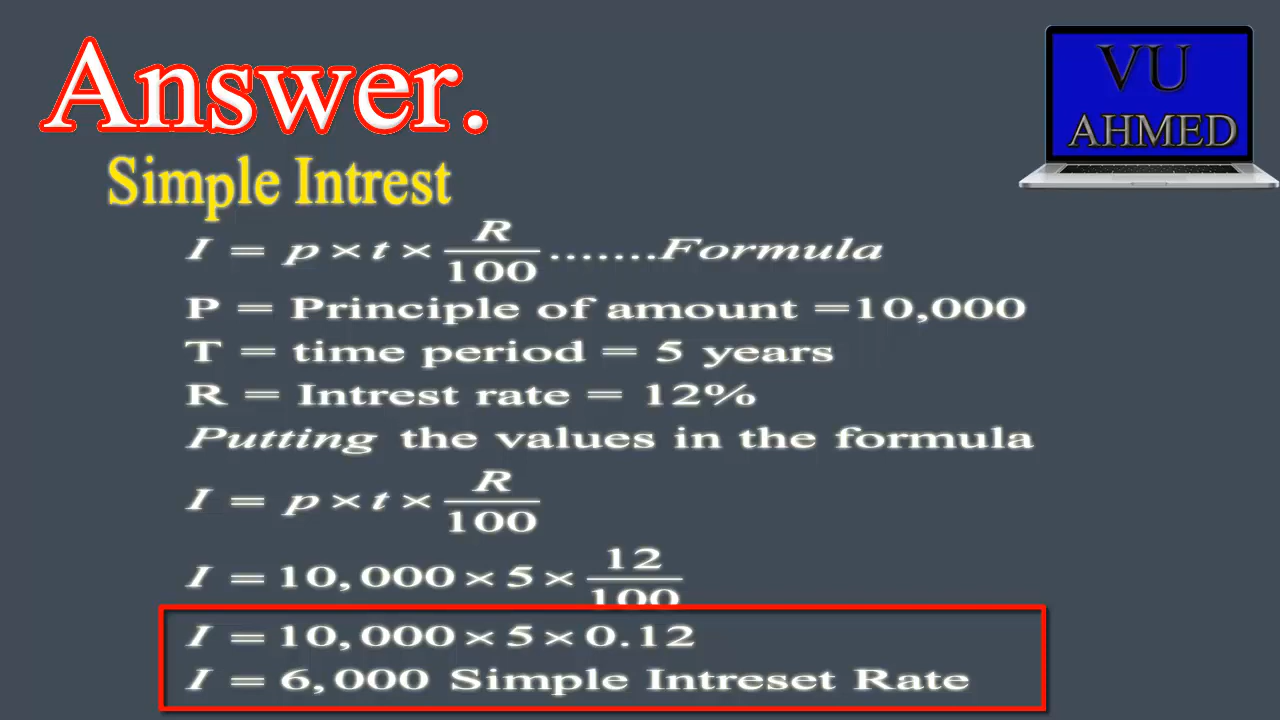 Answer.
VU
AHMED
Simple Intrest
I = p × t × R/100 .......Formula
P = Principle of amount =10,000
T = time period = 5 years
R = Intrest rate = 12%
Putting the values in the formula
I = p × t × R/100
I = 10,000 × 5 × 12/100
I = 10,000 × 5 × 0.12
I = 6,000 Simple Intreset Rate